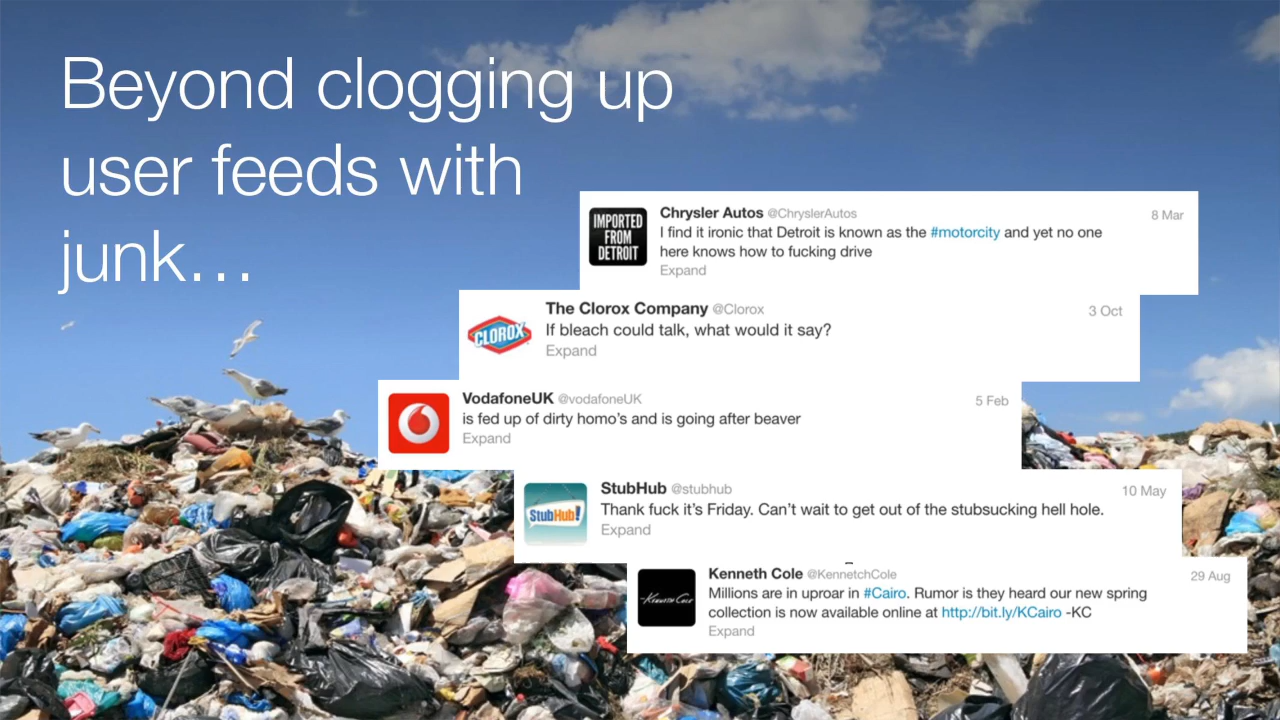 Beyond clogging up
user feeds with
junk…
IMPORTED
FROM
DETROIT
Chrysler Autos @ChryslerAutos
8 Mar
I find it ironic that Detroit is known as the #motorcity and yet no one
here knows how to fucking drive
Expand
CLOROX
The Clorox Company @Clorox
3 Oct
If bleach could talk, what would it say?
Expand
VodafoneUK @vodafoneUK
5 Feb
is fed up of dirty homo's and is going after beaver
Expand
StubHub!
StubHub @stubhub
10 May
Thank fuck it's Friday. Can't wait to get out of the stubsucking hell hole.
Expand
Kenneth Cole
Kenneth Cole @KennetchCole
29 Aug
Millions are in uproar in #Cairo. Rumor is they heard our new spring
collection is now available online at http://bit.ly/KCairo -KC
Expand